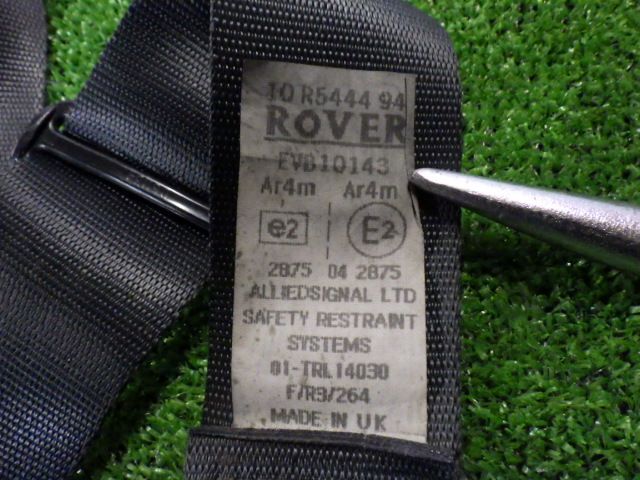 10 R5444 94
ROVER
EVB10143
Ar4m Ar4m
e2 E2
2875 04 2875
ALLIEDSIGNAL LTD
SAFETY RESTRAINT
SYSTEMS
01-TRL14030
F/R9/264
MADE IN UK